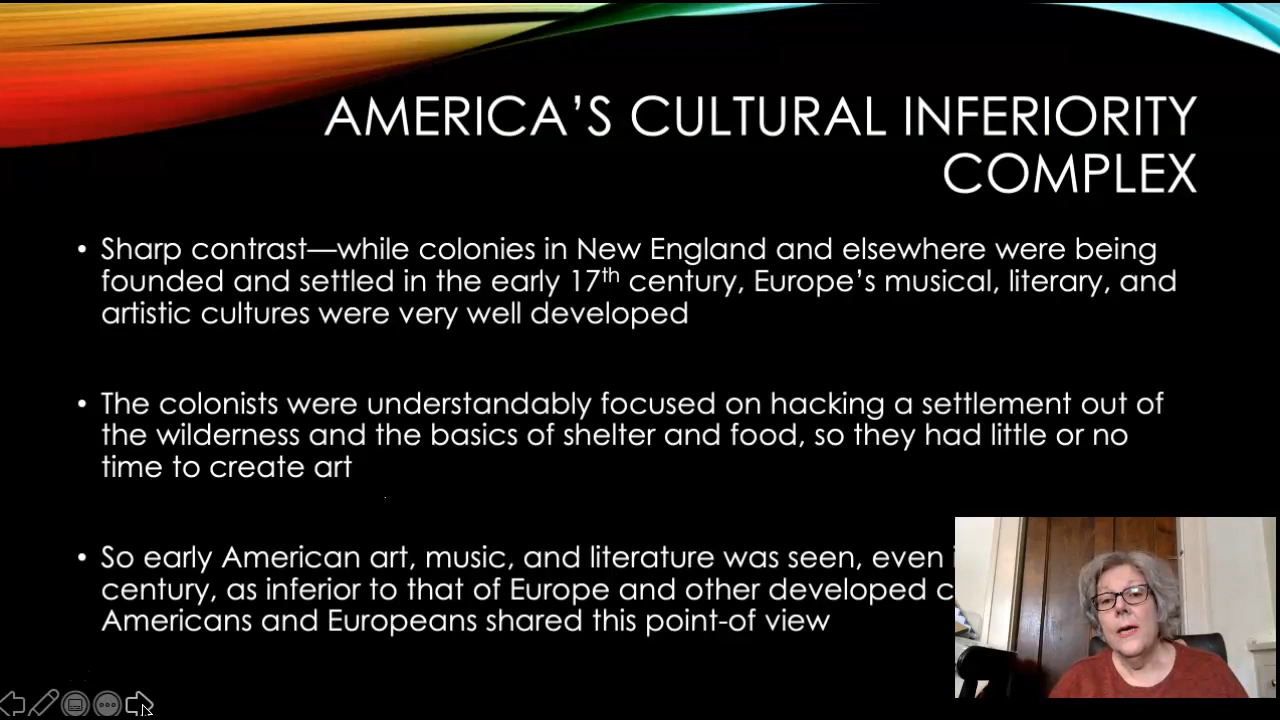 AMERICA’S CULTURAL INFERIORITY
COMPLEX
• Sharp contrast—while colonies in New England and elsewhere were being
founded and settled in the early 17th century, Europe’s musical, literary, and
artistic cultures were very well developed
• The colonists were understandably focused on hacking a settlement out of
the wilderness and the basics of shelter and food, so they had little or no
time to create art
• So early American art, music, and literature was seen, even
century, as inferior to that of Europe and other developed
Americans and Europeans shared this point-of view